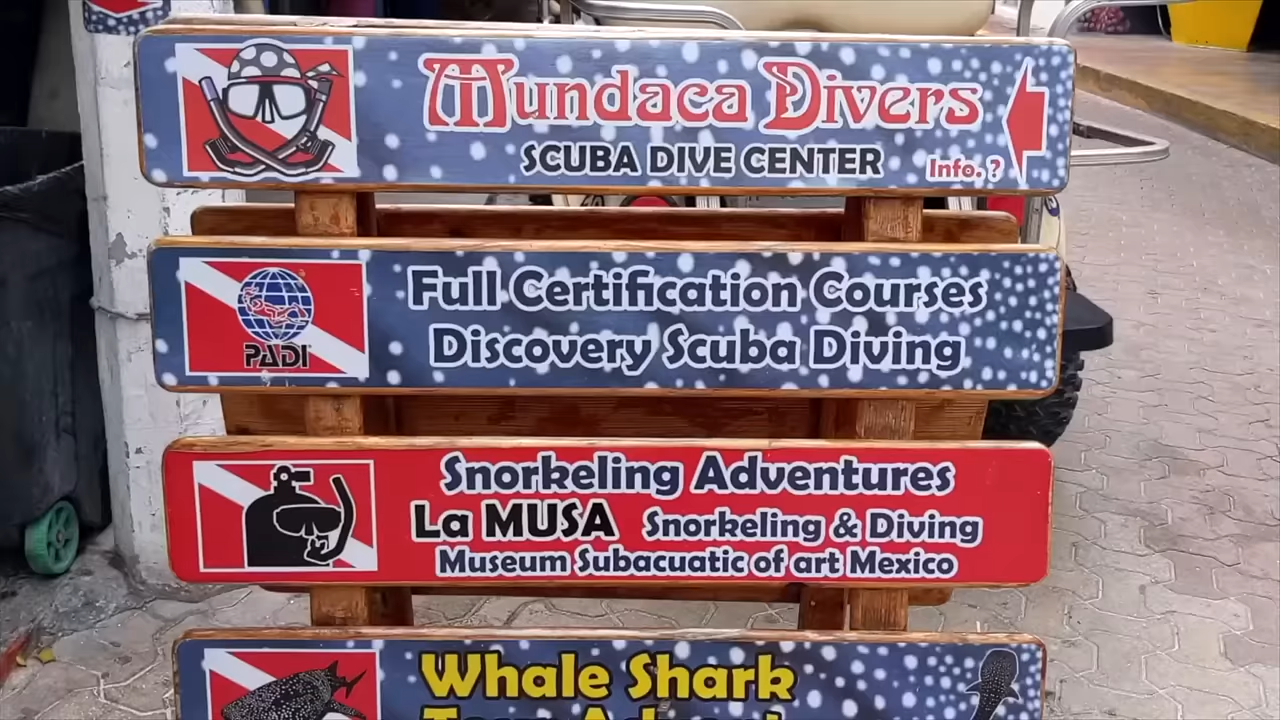 Mundaca Divers
SCUBA DIVE CENTER
Info. ?
PADI
Full Certification Courses
Discovery Scuba Diving
Snorkeling Adventures
La MUSA Snorkeling & Diving
Museum Subacuatic of art Mexico
Whale Shark